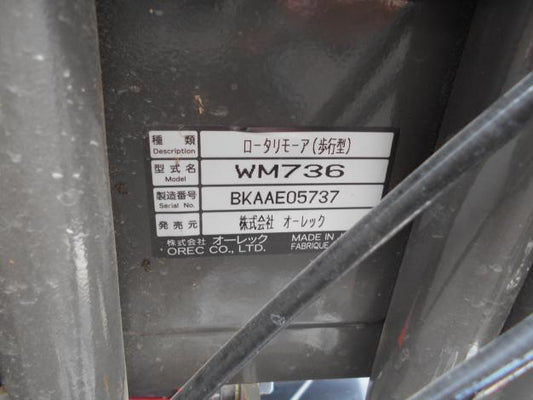 種類 ロータリモーア(歩行型)
Description
型式名 WM736
Model
製造番号 BKAAE05737
Serial No.
発売元 株式会社 オーレック
株式会社 オーレック MADE IN
OREC CO., LTD. FABRIQUE